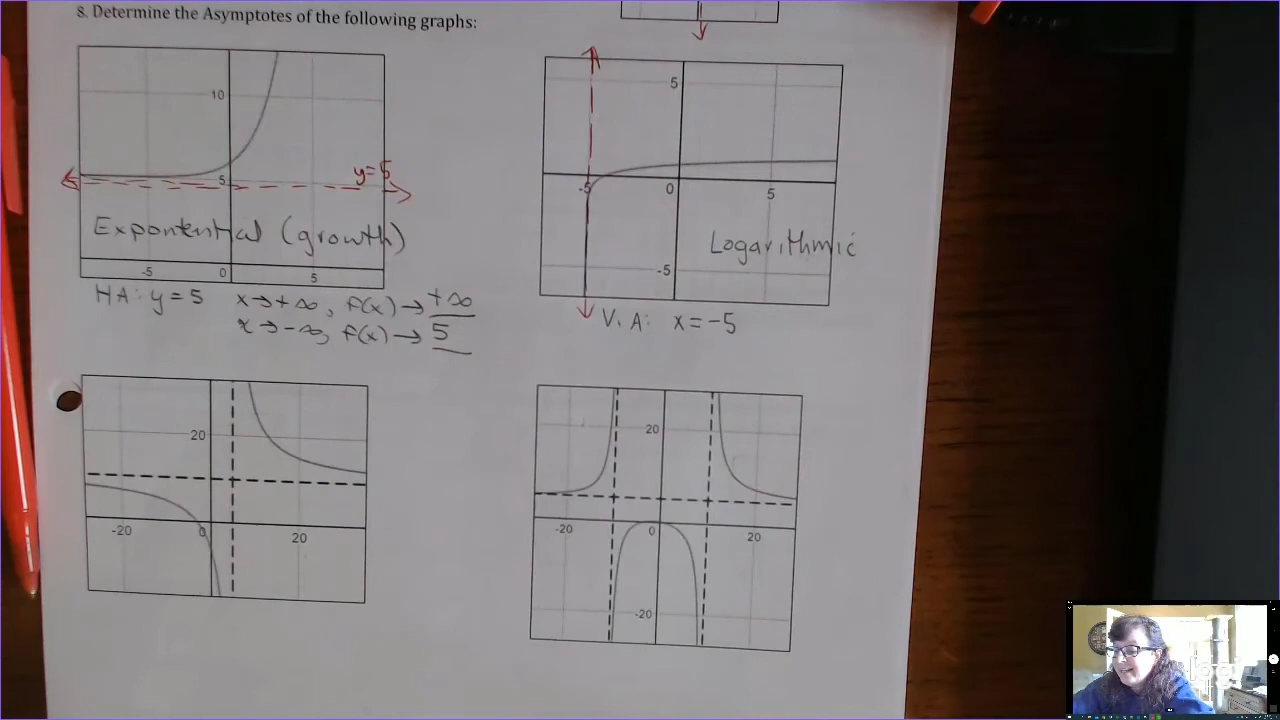 8. Determine the Asymptotes of the following graphs:
10
y=5
5
Expontential (growth)
-5 0 5
HA: y = 5 x→+∞, f(x) → +∞
x→-∞, f(x) → 5
5
-5 0 5
Logarithmic
-5
V.A: x = -5
20
-20 0 20
20
-20 0 20
-20